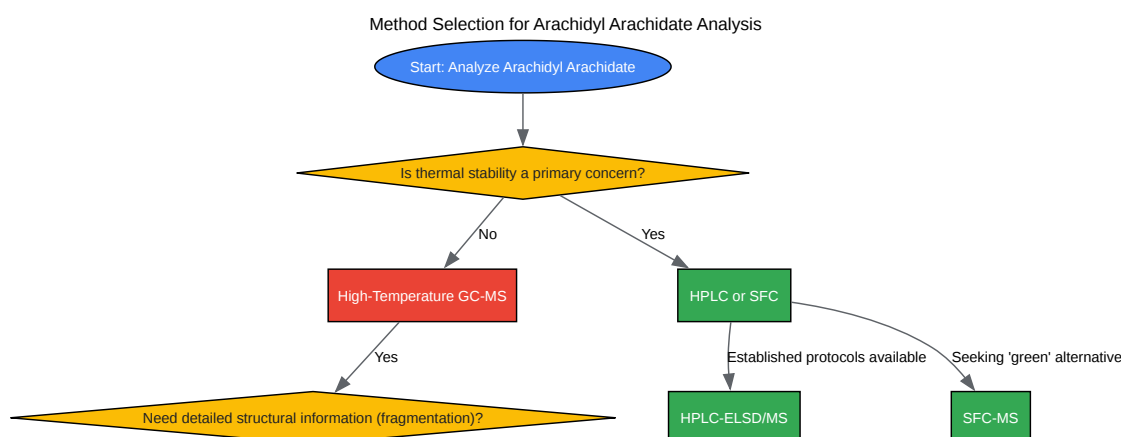 Method Selection for Arachidyl Arachidate Analysis
Start: Analyze Arachidyl Arachidate
Is thermal stability a primary concern?
No
Yes
High-Temperature GC-MS
HPLC or SFC
Yes
Established protocols available
Seeking 'green' alternative
Need detailed structural information (fragmentation)?
HPLC-ELSD/MS
SFC-MS